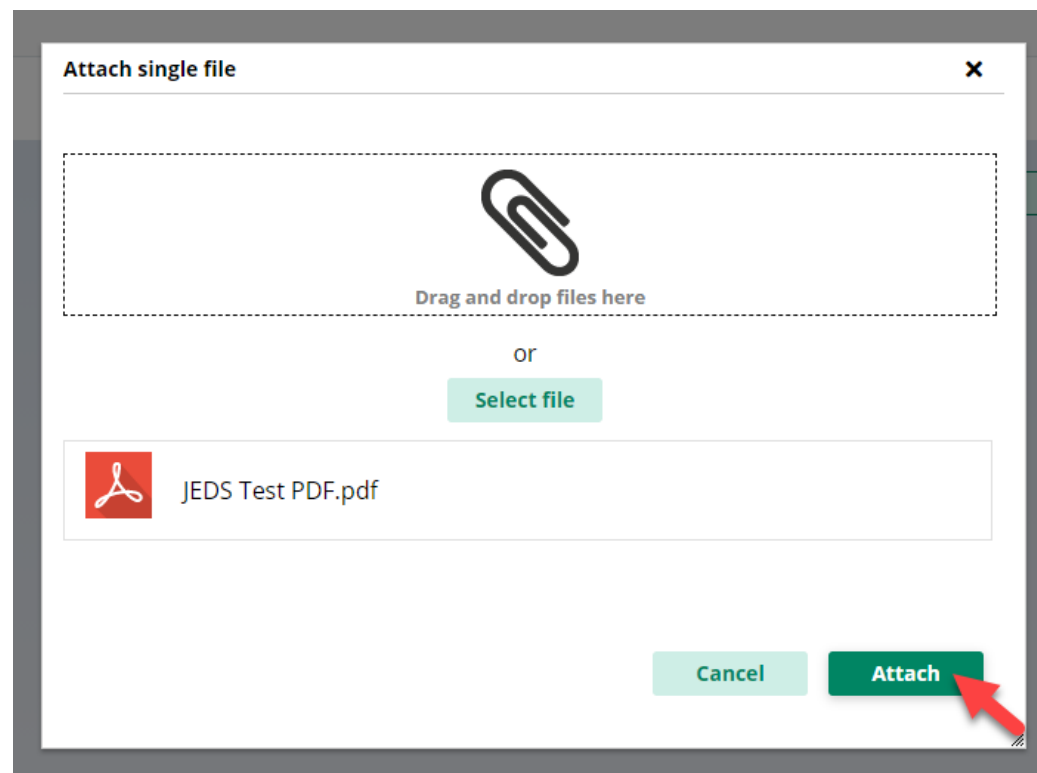 Attach single file
Drag and drop files here
or
Select file
JEDS Test PDF.pdf
Cancel Attach